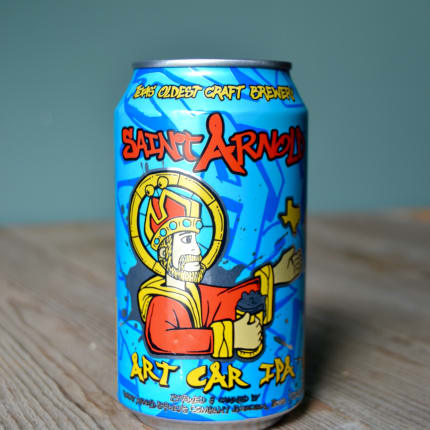 TEXAS' OLDEST CRAFT BREWERY
SAINT ARNOLD
ART CAR IPA
BREWED & CANNED BY